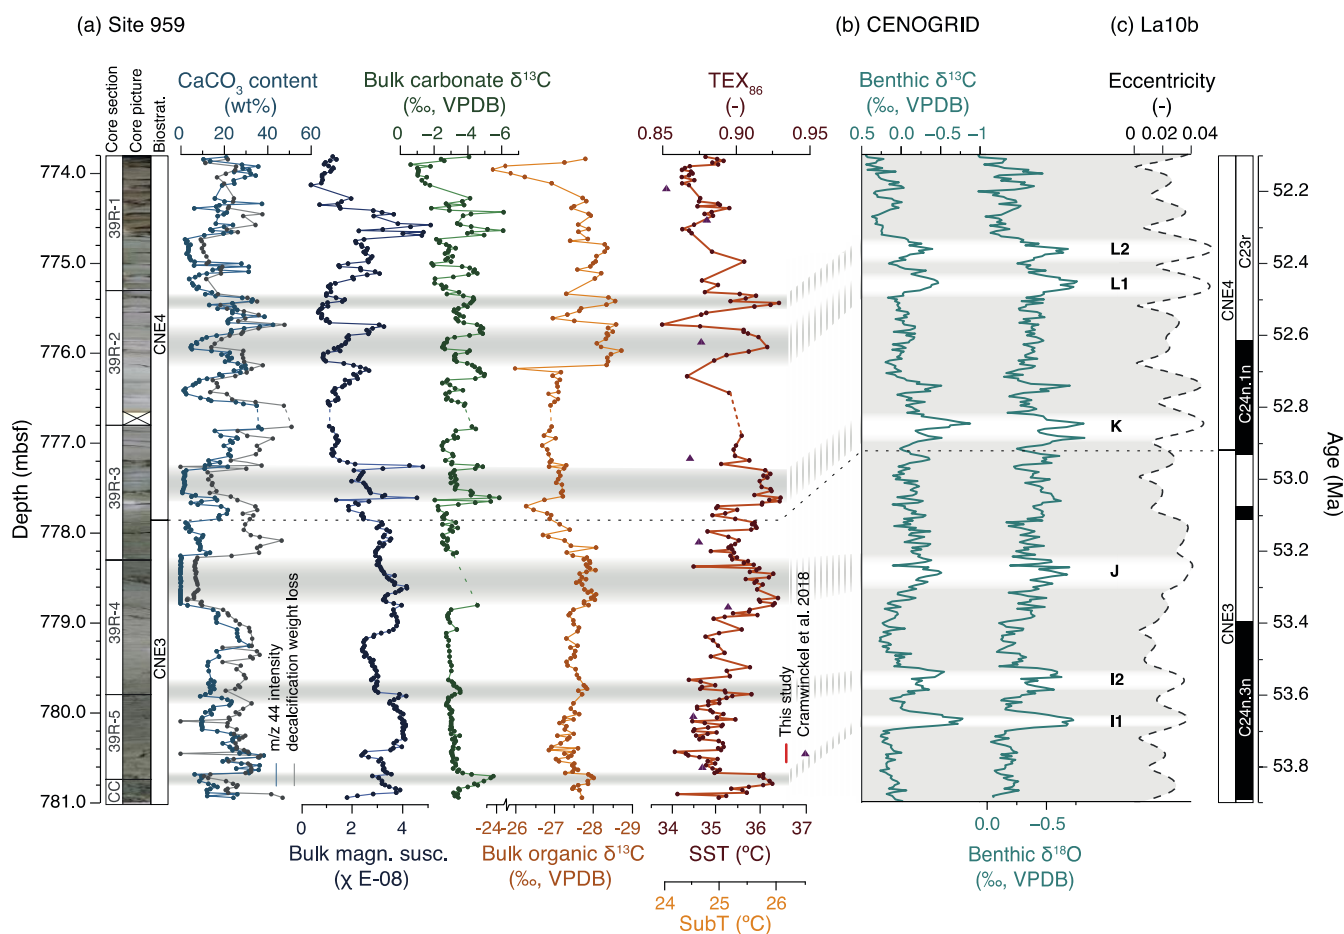 (a) Site 959
(b) CENOGRID
(c) La10b
Core section
Core picture
Biostrat.
CaCO3 content
(wt%)
0 20 40 60
Bulk carbonate δ13C
(‰, VPDB)
0 −2 −4 −6
TEX86
(-)
0.85 0.90 0.95
Benthic δ13C
(‰, VPDB)
0.5 0.0 −0.5 −1
Eccentricity
(-)
0 0.02 0.04
Depth (mbsf)
774.0
775.0
776.0
777.0
778.0
779.0
780.0
781.0
39R-1
39R-2
39R-3
39R-4
39R-5
CC
CNE4
CNE3
m/z 44 intensity
decalcification weight loss
This study
Cramwinckel et al. 2018
L2
L1
K
J
I2
I1
CNE4
CNE3
C23r
C24n.1n
C24n.3n
52.2
52.4
52.6
52.8
53.0
53.2
53.4
53.6
53.8
Age (Ma)
0 2 4
Bulk magn. susc.
(χ E-08)
-24 -26 -27 -28 -29
Bulk organic δ13C
(‰, VPDB)
34 35 36 37
SST (ºC)
24 25 26
SubT (ºC)
0.0 −0.5
Benthic δ18O
(‰, VPDB)